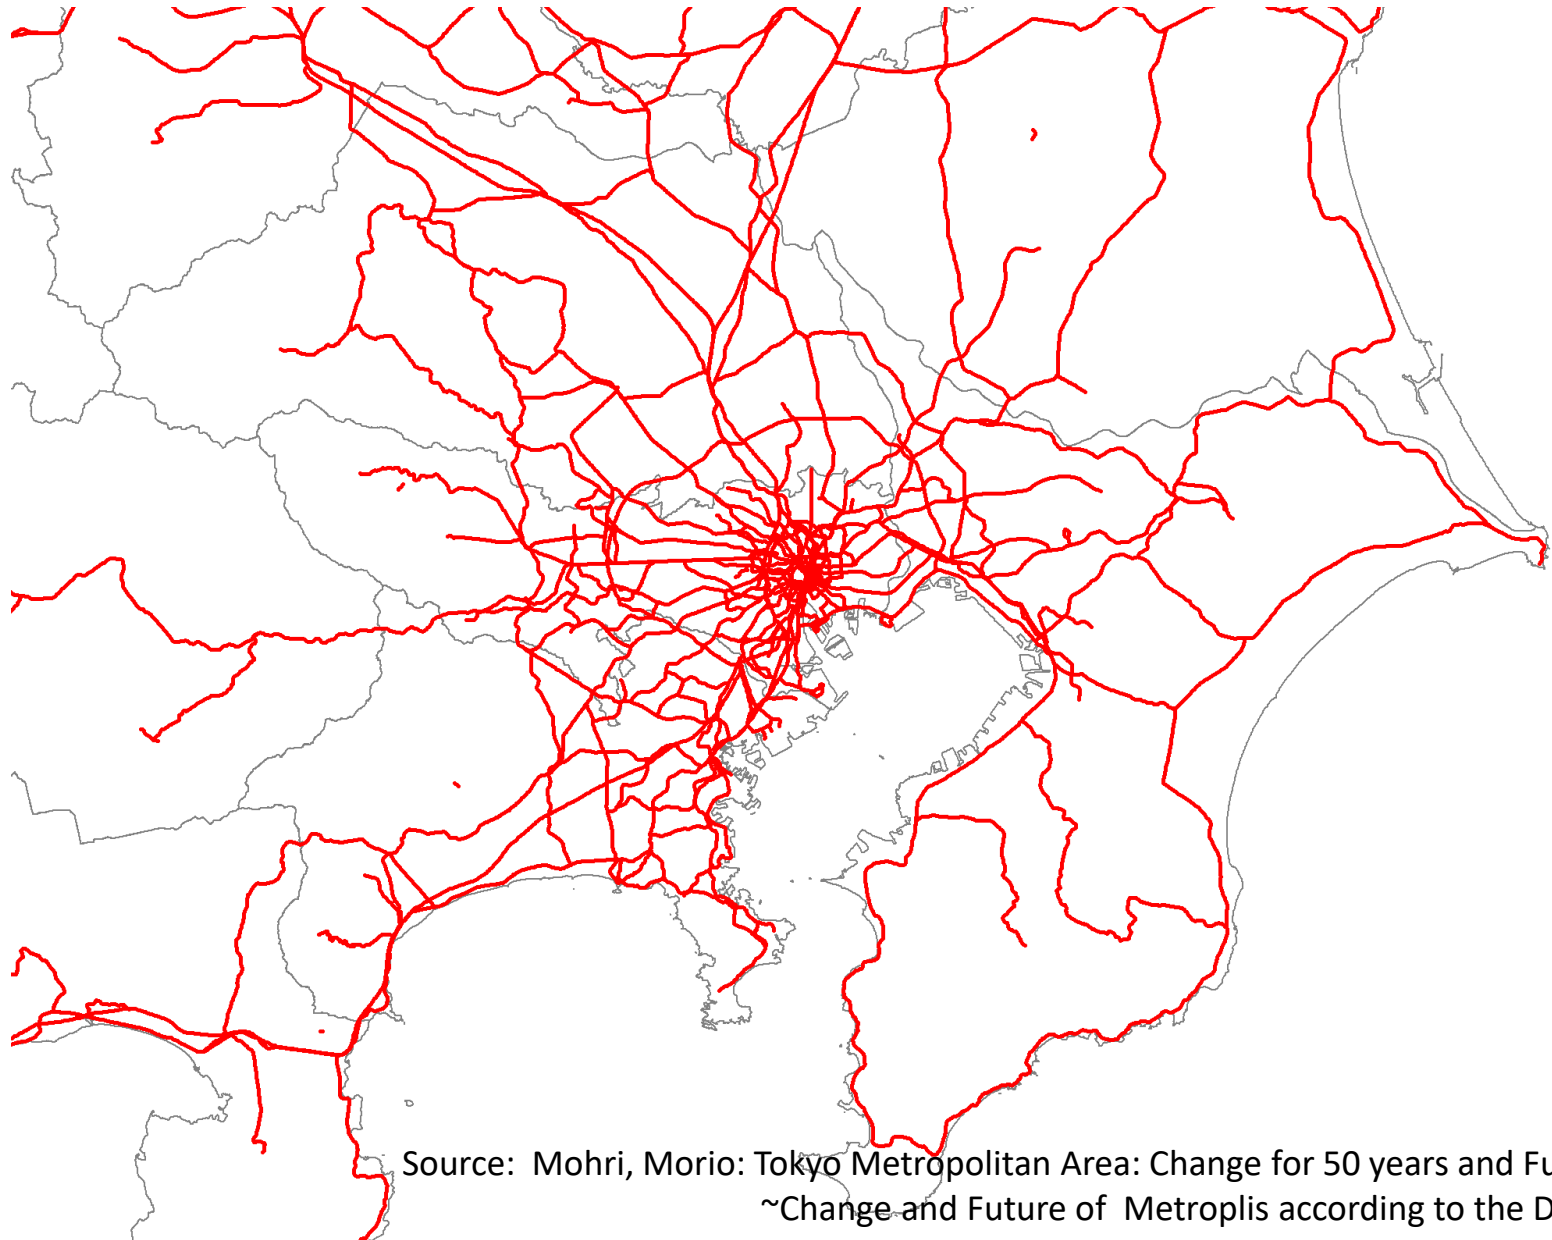 Source:  Mohri, Morio: Tokyo Metropolitan Area: Change for 50 years and Fu
~Change and Future of  Metroplis according to the D